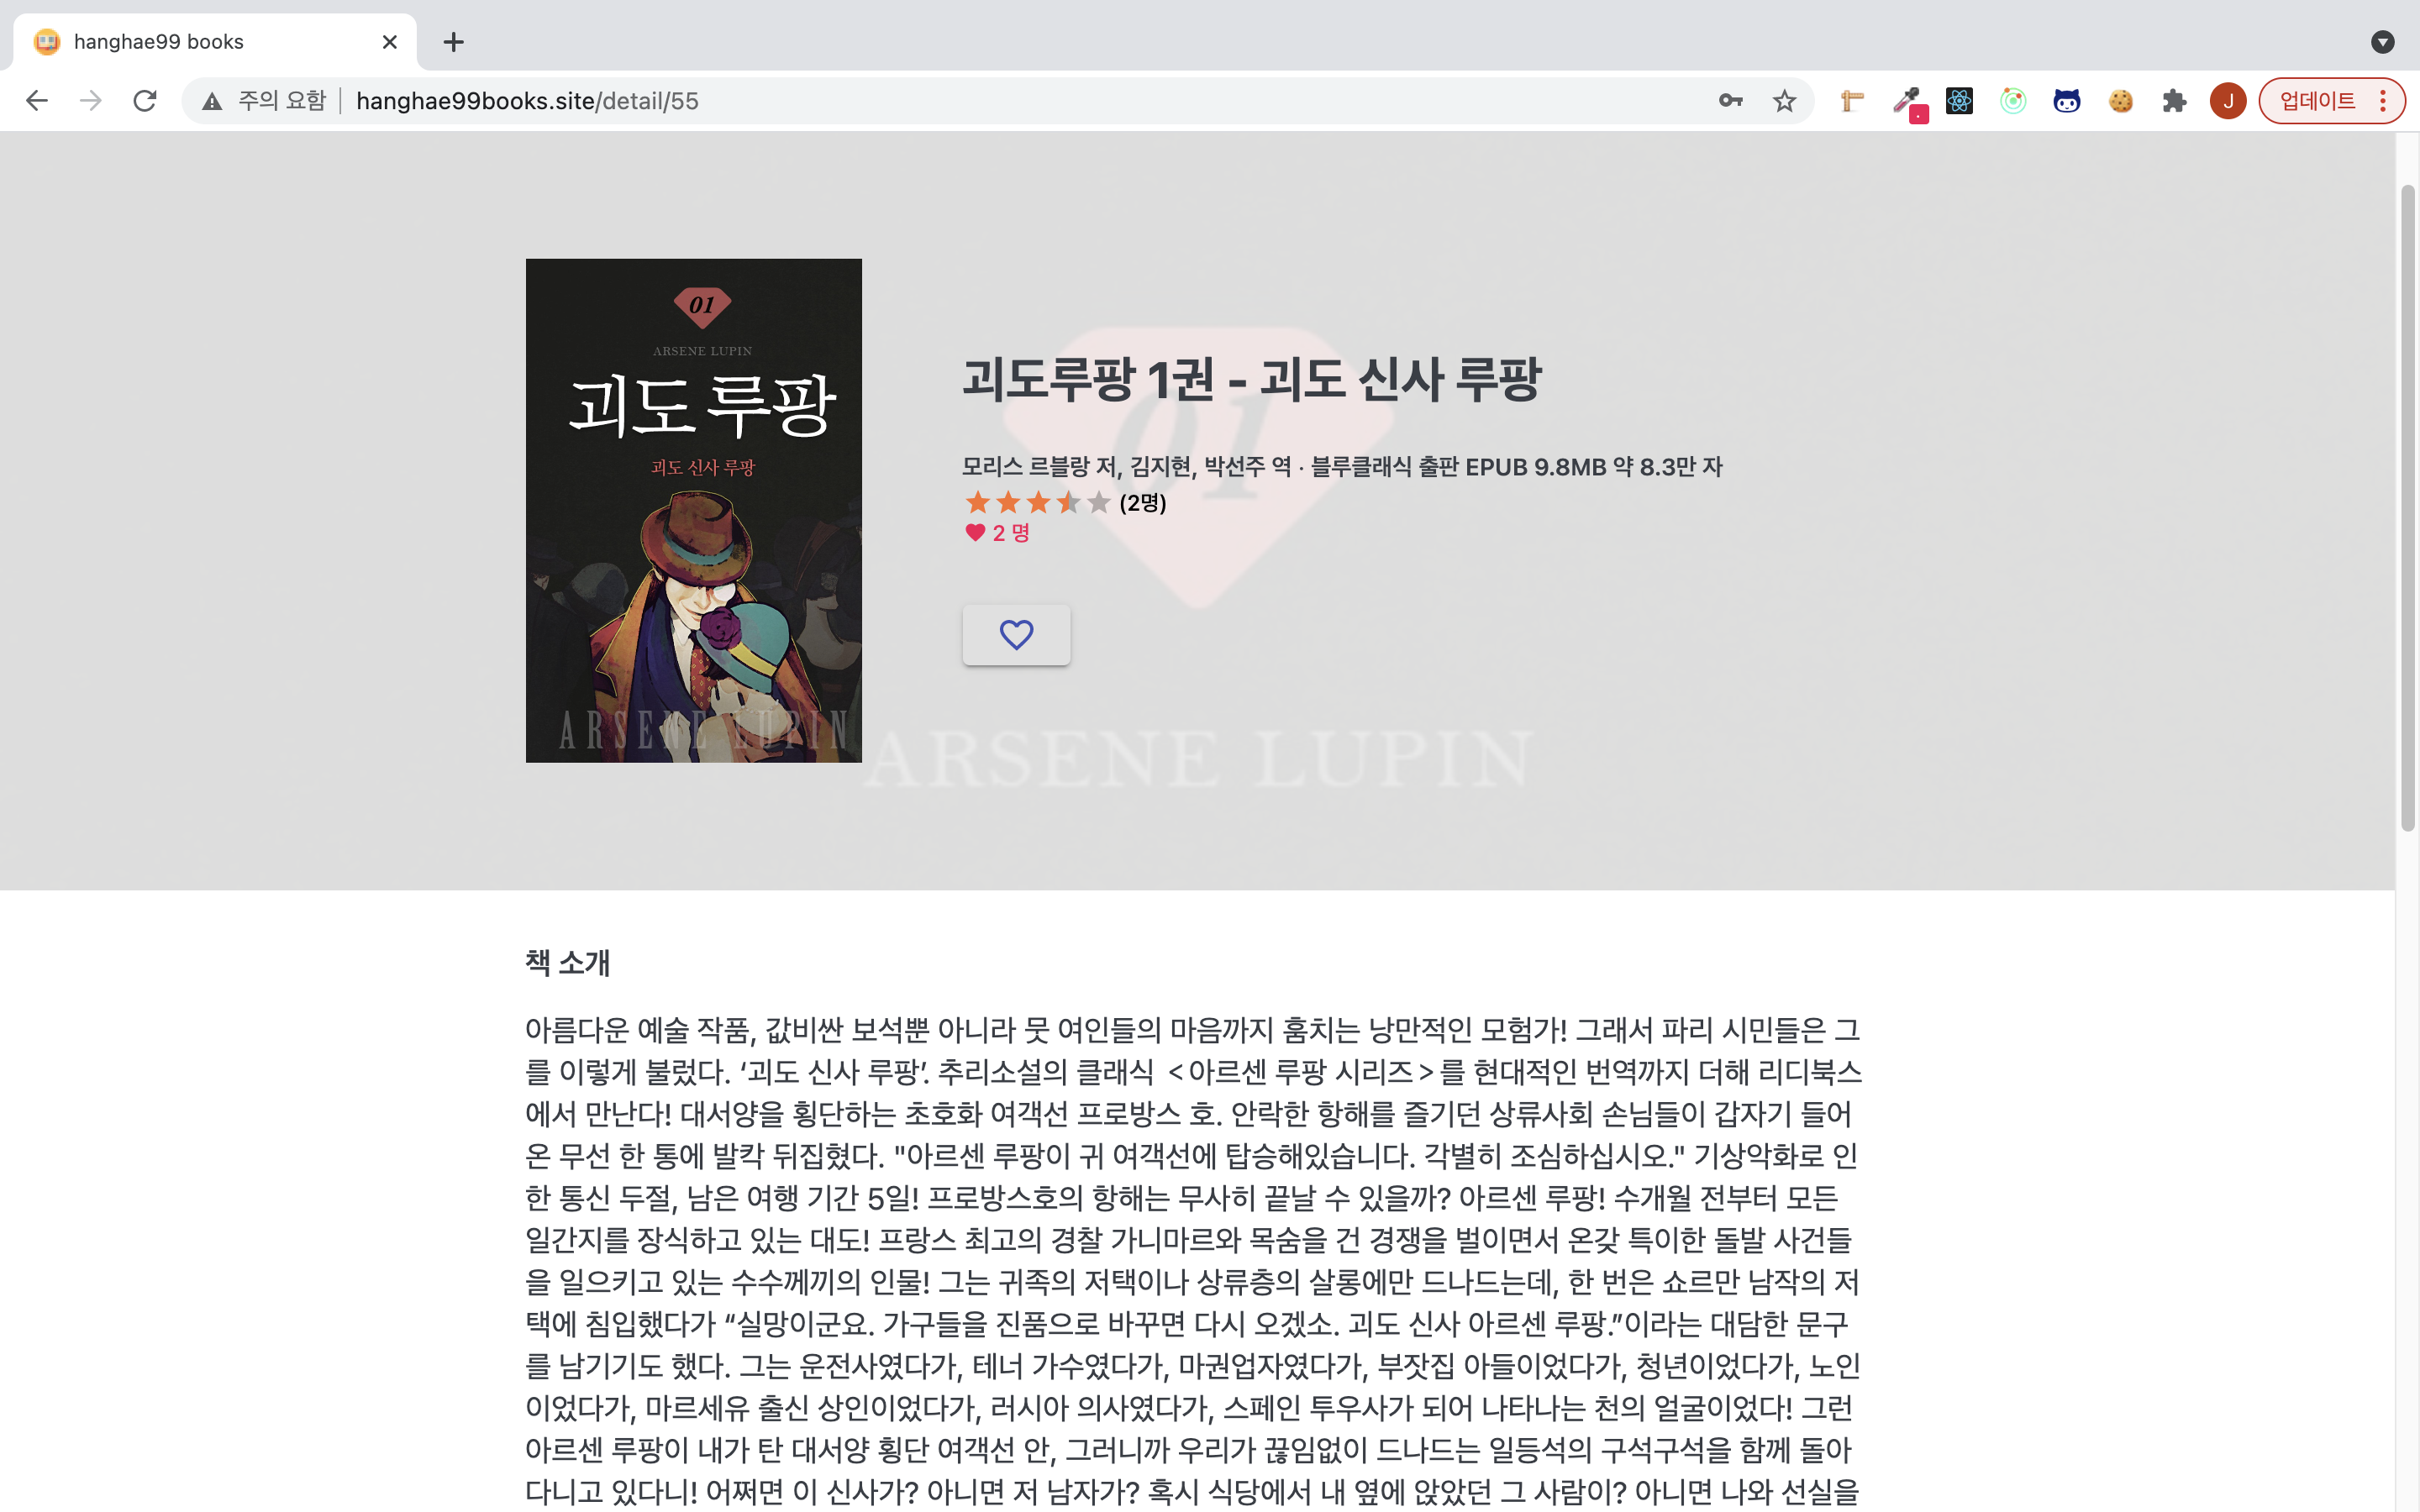 hanghae99 books
주의 요함
hanghae99books.site/detail/55
J
업데이트
01
ARSENE LUPIN
괴도 루팡
괴도 신사 루팡
ARSENE LUPIN
01
ARSENE LUPIN
괴도루팡 1권 - 괴도 신사 루팡
모리스 르블랑 저, 김지현, 박선주 역 · 블루클래식 출판 EPUB 9.8MB 약 8.3만 자
(2명)
2 명
책 소개
아름다운 예술 작품, 값비싼 보석뿐 아니라 뭇 여인들의 마음까지 훔치는 낭만적인 모험가! 그래서 파리 시민들은 그
를 이렇게 불렀다. ‘괴도 신사 루팡’. 추리소설의 클래식 <아르센 루팡 시리즈>를 현대적인 번역까지 더해 리디북스
에서 만난다! 대서양을 횡단하는 초호화 여객선 프로방스 호. 안락한 항해를 즐기던 상류사회 손님들이 갑자기 들어
온 무선 한 통에 발칵 뒤집혔다. "아르센 루팡이 귀 여객선에 탑승해있습니다. 각별히 조심하십시오." 기상악화로 인
한 통신 두절, 남은 여행 기간 5일! 프로방스호의 항해는 무사히 끝날 수 있을까? 아르센 루팡! 수개월 전부터 모든
일간지를 장식하고 있는 대도! 프랑스 최고의 경찰 가니마르와 목숨을 건 경쟁을 벌이면서 온갖 특이한 돌발 사건들
을 일으키고 있는 수수께끼의 인물! 그는 귀족의 저택이나 상류층의 살롱에만 드나드는데, 한 번은 쇼르만 남작의 저
택에 침입했다가 “실망이군요. 가구들을 진품으로 바꾸면 다시 오겠소. 괴도 신사 아르센 루팡.”이라는 대담한 문구
를 남기기도 했다. 그는 운전사였다가, 테너 가수였다가, 마권업자였다가, 부잣집 아들이었다가, 청년이었다가, 노인
이었다가, 마르세유 출신 상인이었다가, 러시아 의사였다가, 스페인 투우사가 되어 나타나는 천의 얼굴이었다! 그런
아르센 루팡이 내가 탄 대서양 횡단 여객선 안, 그러니까 우리가 끊임없이 드나드는 일등석의 구석구석을 함께 돌아
다니고 있다니! 어쩌면 이 신사가? 아니면 저 남자가? 혹시 식당에서 내 옆에 앉았던 그 사람이? 아니면 나와 선실을